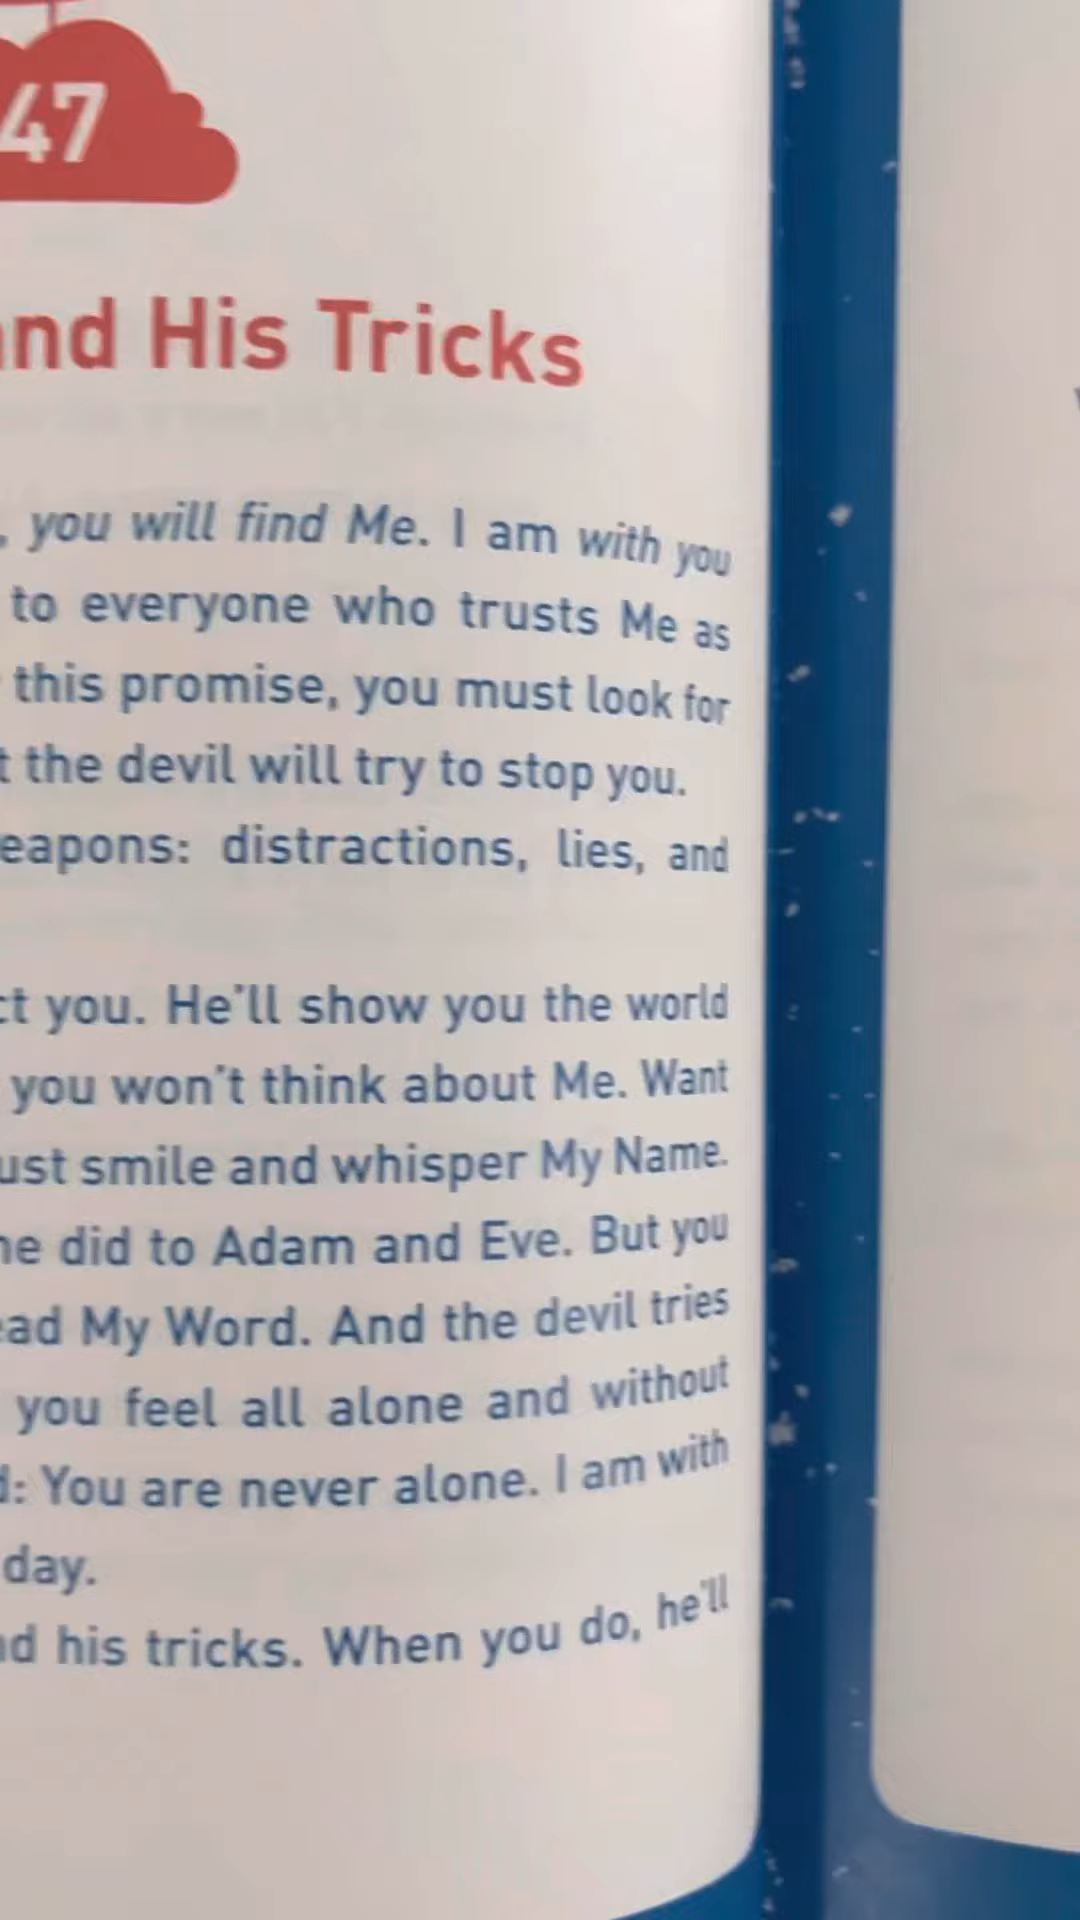 47
and His Tricks
, you will find Me. I am with you
to everyone who trusts Me as
this promise, you must look for
the devil will try to stop you.
eapons: distractions, lies, and
ct you. He'll show you the world
you won't think about Me. Want
ust smile and whisper My Name.
he did to Adam and Eve. But you
ead My Word. And the devil tries
you feel all alone and without
d: You are never alone. I am with
day.
nd his tricks. When you do, he'll